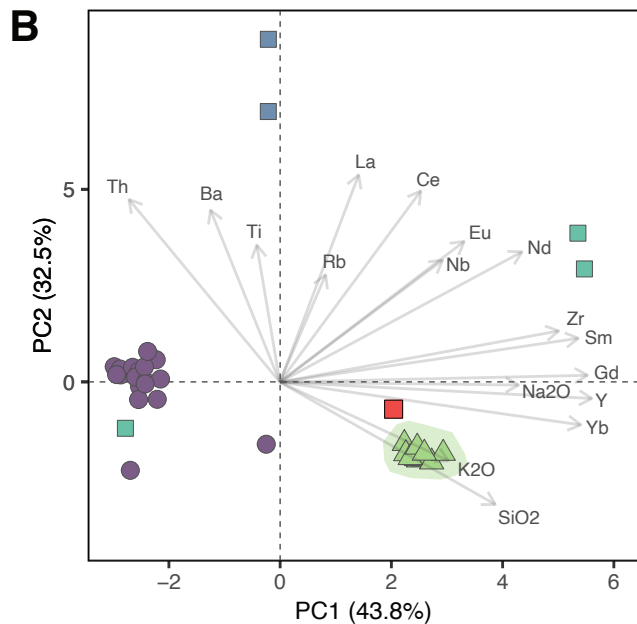 B
La
Th
Ce
Ba
5
Ti
Eu
Nd
Rb
Nb
PC2 (32.5%)
Zr
Sm
Gd
0
Na2O
Y
Yb
K2O
SiO2
−2
0
2
4
6
PC1 (43.8%)